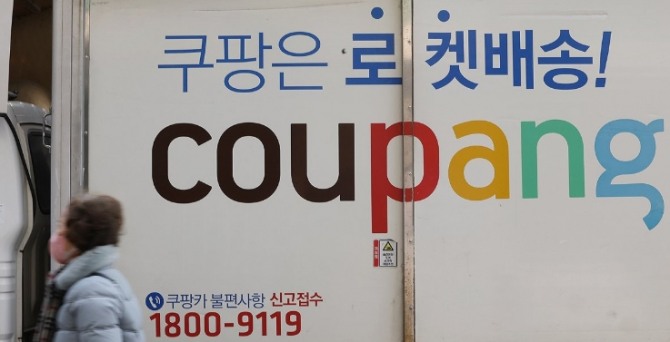 쿠팡은 로켓배송!
coupang
쿠팡카 불편사항 신고접수
1800-9119